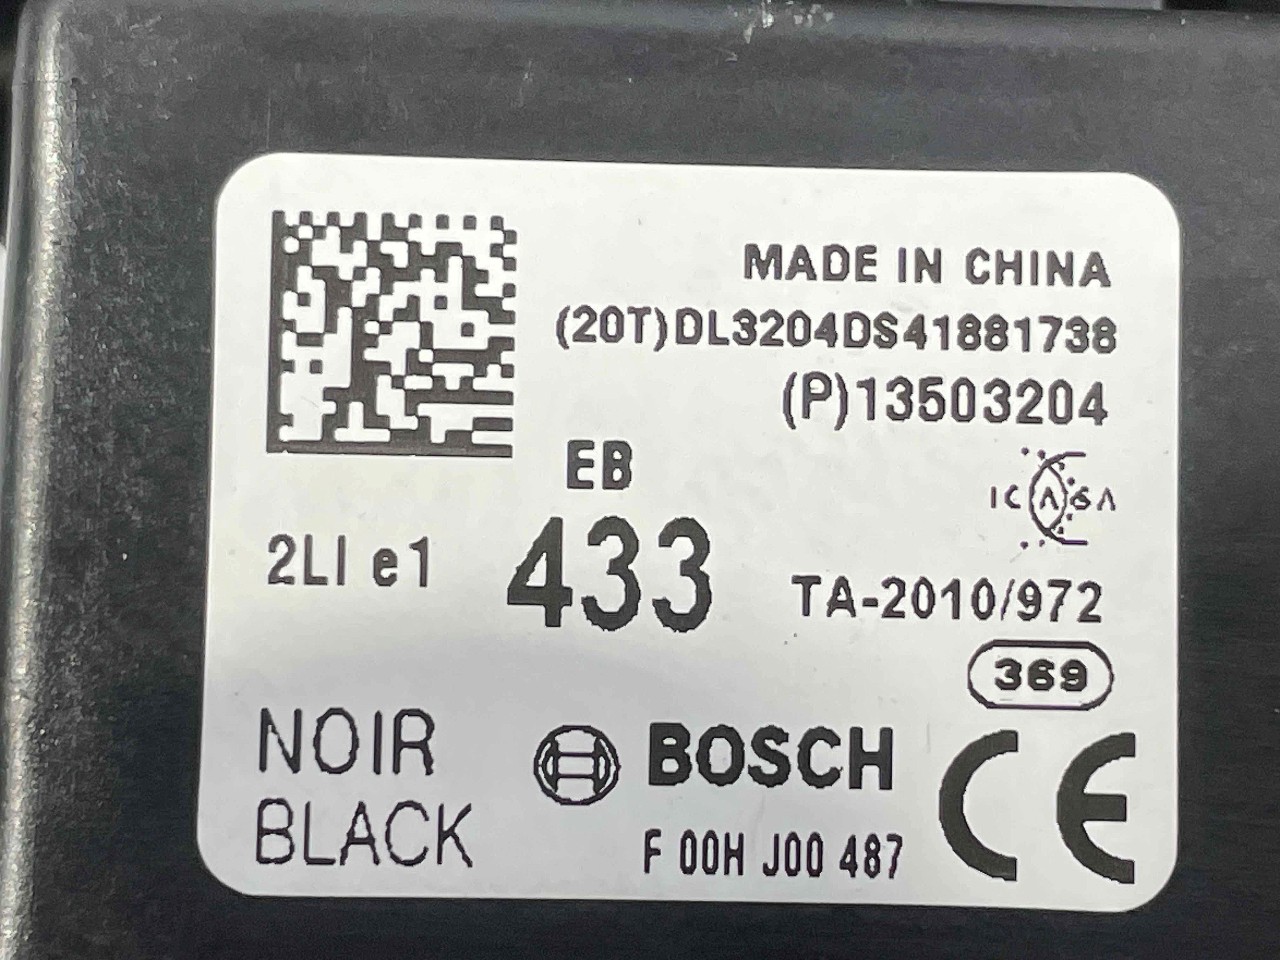 MADE IN CHINA
(20T)DL3204DS41881738
(P)13503204
EB
ICASA
2LI e1
433
TA-2010/972
369
NOIR
BLACK
BOSCH
F 00H J00 487
CE